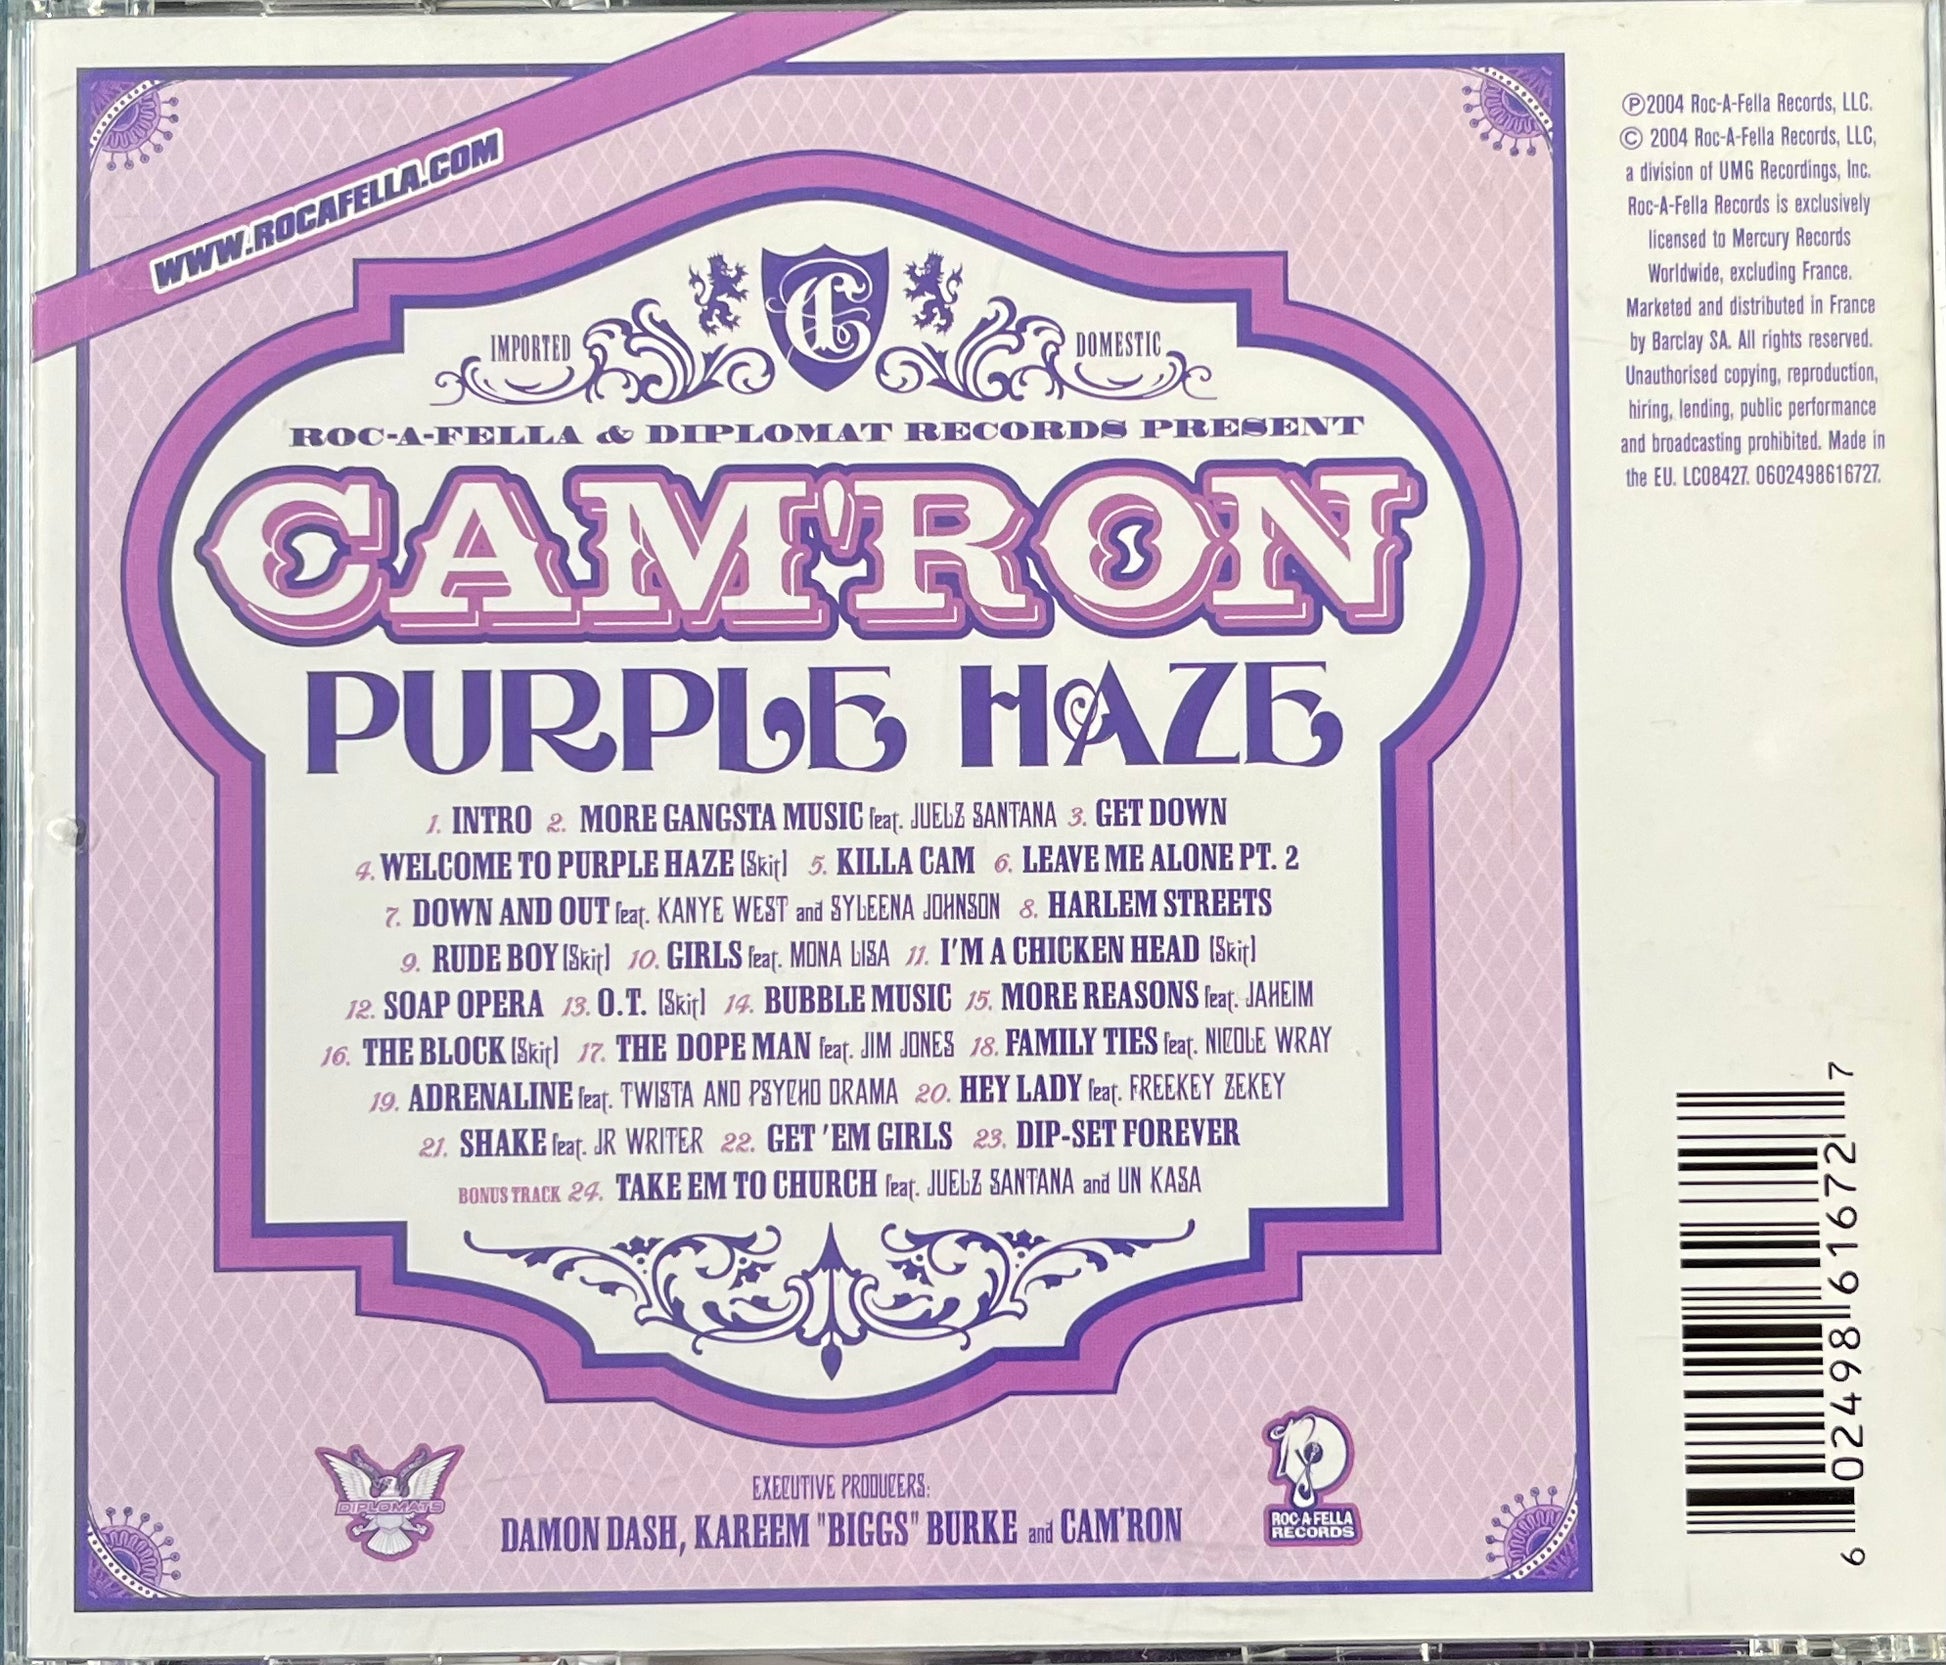 WWW.ROCAFELLA.COM
IMPORTED
C
DOMESTIC
ROC-A-FELLA & DIPLOMAT RECORDS PRESENT
CAM'RON
PURPLE HAZE
1. INTRO 2. MORE GANGSTA MUSIC feat. JUELZ SANTANA 3. GET DOWN
4. WELCOME TO PURPLE HAZE (Skit) 5. KILLA CAM 6. LEAVE ME ALONE PT. 2
7. DOWN AND OUT feat. KANYE WEST and SYLEENA JOHNSON 8. HARLEM STREETS
9. RUDE BOY (Skit) 10. GIRLS feat. MONA LISA 11. I'M A CHICKEN HEAD (Skit)
12. SOAP OPERA 13. O.T. (Skit) 14. BUBBLE MUSIC 15. MORE REASONS feat. JAHEIM
16. THE BLOCK (Skit) 17. THE DOPE MAN feat. JIM JONES 18. FAMILY TIES feat. NICOLE WRAY
19. ADRENALINE feat. TWISTA AND PSYCHO DRAMA 20. HEY LADY feat. FREEKEY ZEKEY
21. SHAKE feat. JR WRITER 22. GET 'EM GIRLS 23. DIP-SET FOREVER
BONUS TRACK 24. TAKE EM TO CHURCH feat. JUELZ SANTANA and UN KASA
DIPLOMATS
EXECUTIVE PRODUCERS:
DAMON DASH, KAREEM "BIGGS" BURKE and CAM'RON
R
ROC-A-FELLA
RECORDS
℗2004 Roc-A-Fella Records, LLC.
© 2004 Roc-A-Fella Records, LLC,
a division of UMG Recordings, Inc.
Roc-A-Fella Records is exclusively
licensed to Mercury Records
Worldwide, excluding France.
Marketed and distributed in France
by Barclay SA. All rights reserved.
Unauthorised copying, reproduction,
hiring, lending, public performance
and broadcasting prohibited. Made in
the EU. LC08427. 0602498616727.
6 02498 61672 7